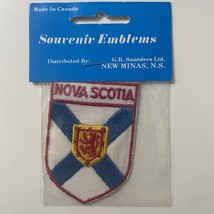 Made In Canada
Souvenir Emblems
Distributed By: G.R. Saunders Ltd.
NEW MINAS, N.S.
NOVA SCOTIA